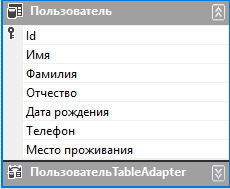 Пользователь
Id
Имя
Фамилия
Отчество
Дата рождения
Телефон
Место проживания
ПользовательTableAdapter